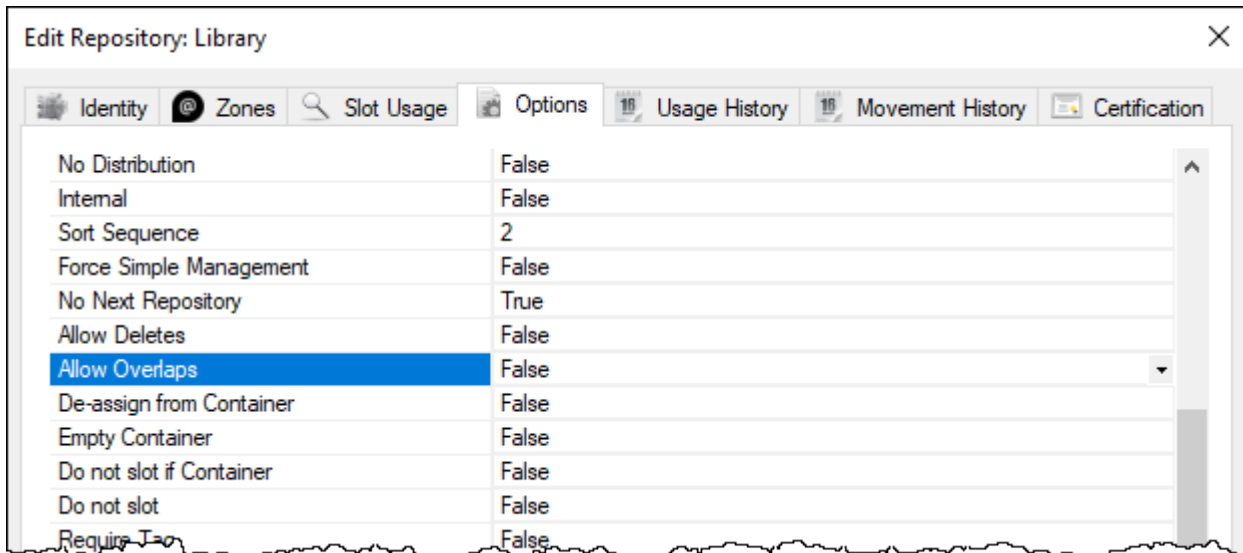 Edit Repository: Library
Identity Zones Slot Usage Options Usage History Movement History Certification
No Distribution False
Internal False
Sort Sequence 2
Force Simple Management False
No Next Repository True
Allow Deletes False
Allow Overlaps False
De-assign from Container False
Empty Container False
Do not slot if Container False
Do not slot False
Require Tag False